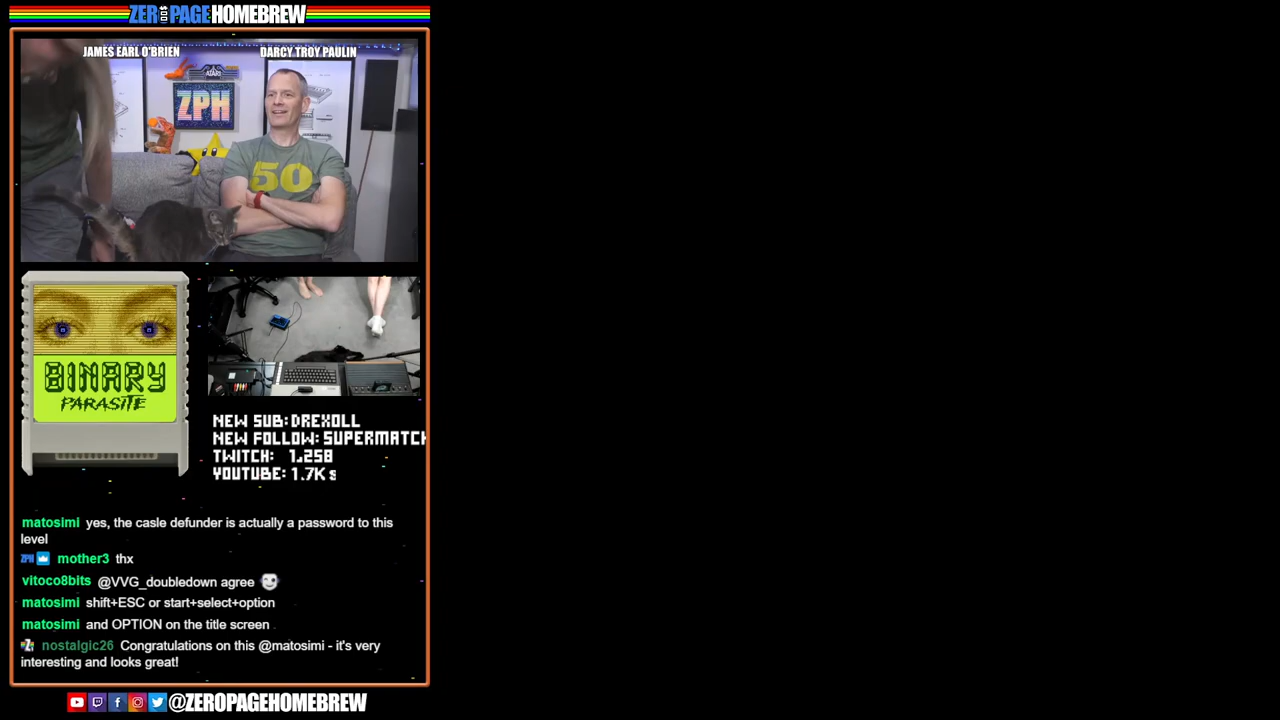 ZERO PAGE HOMEBREW
JAMES EARL O'BRIEN
DARCY TROY PAULIN
ATARI
ZPH
50
BINARY
PARASITE
NEW SUB: DREXOLL
NEW FOLLOW: SUPERMATCH
TWITCH: 1,258
YOUTUBE: 1.7K s
matosimi yes, the casle defunder is actually a password to this
level
ZPH mother3 thx
vitoco8bits @VVG_doubledown agree
matosimi shift+ESC or start+select+option
matosimi and OPTION on the title screen
nostalgic26 Congratulations on this @matosimi - it's very
interesting and looks great!
@ZEROPAGEHOMEBREW